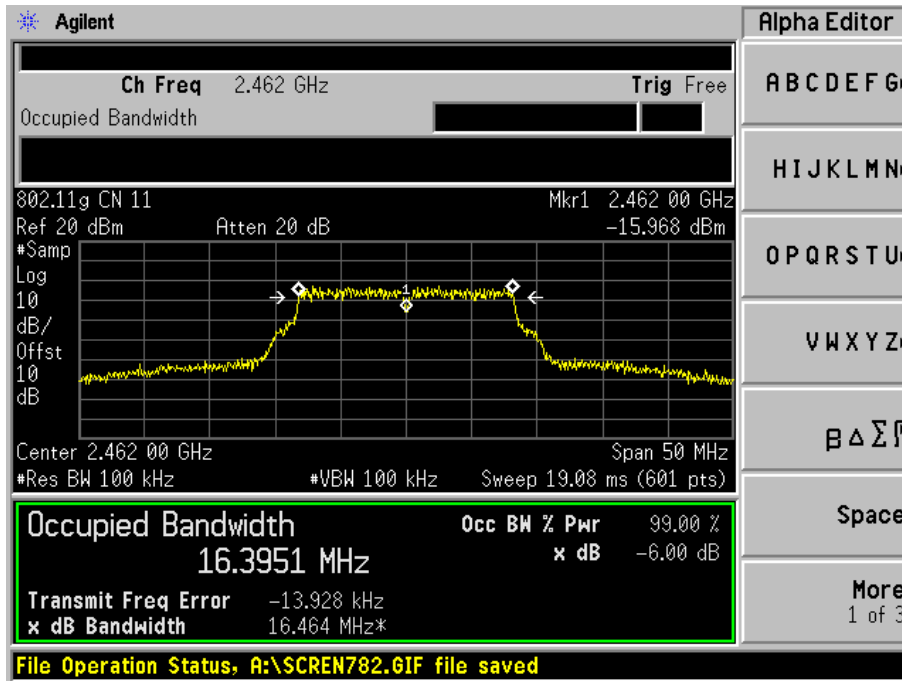 Agilent
Alpha Editor
Ch Freq 2.462 GHz
Trig Free
Occupied Bandwidth
802.11g CN 11
Mkr1 2.462 00 GHz
Ref 20 dBm
Atten 20 dB
-15.968 dBm
#Samp
Log
10
dB/
Offst
10
dB
1
Center 2.462 00 GHz
Span 50 MHz
#Res BW 100 kHz
#VBW 100 kHz
Sweep 19.08 ms (601 pts)
Occupied Bandwidth
16.3951 MHz
Occ BW % Pwr 99.00 %
x dB -6.00 dB
Transmit Freq Error -13.928 kHz
x dB Bandwidth 16.464 MHz*
File Operation Status, A:\SCREN782.GIF file saved
A B C D E F G
H I J K L M N
O P Q R S T U
V W X Y Z
Space
More
1 of 3